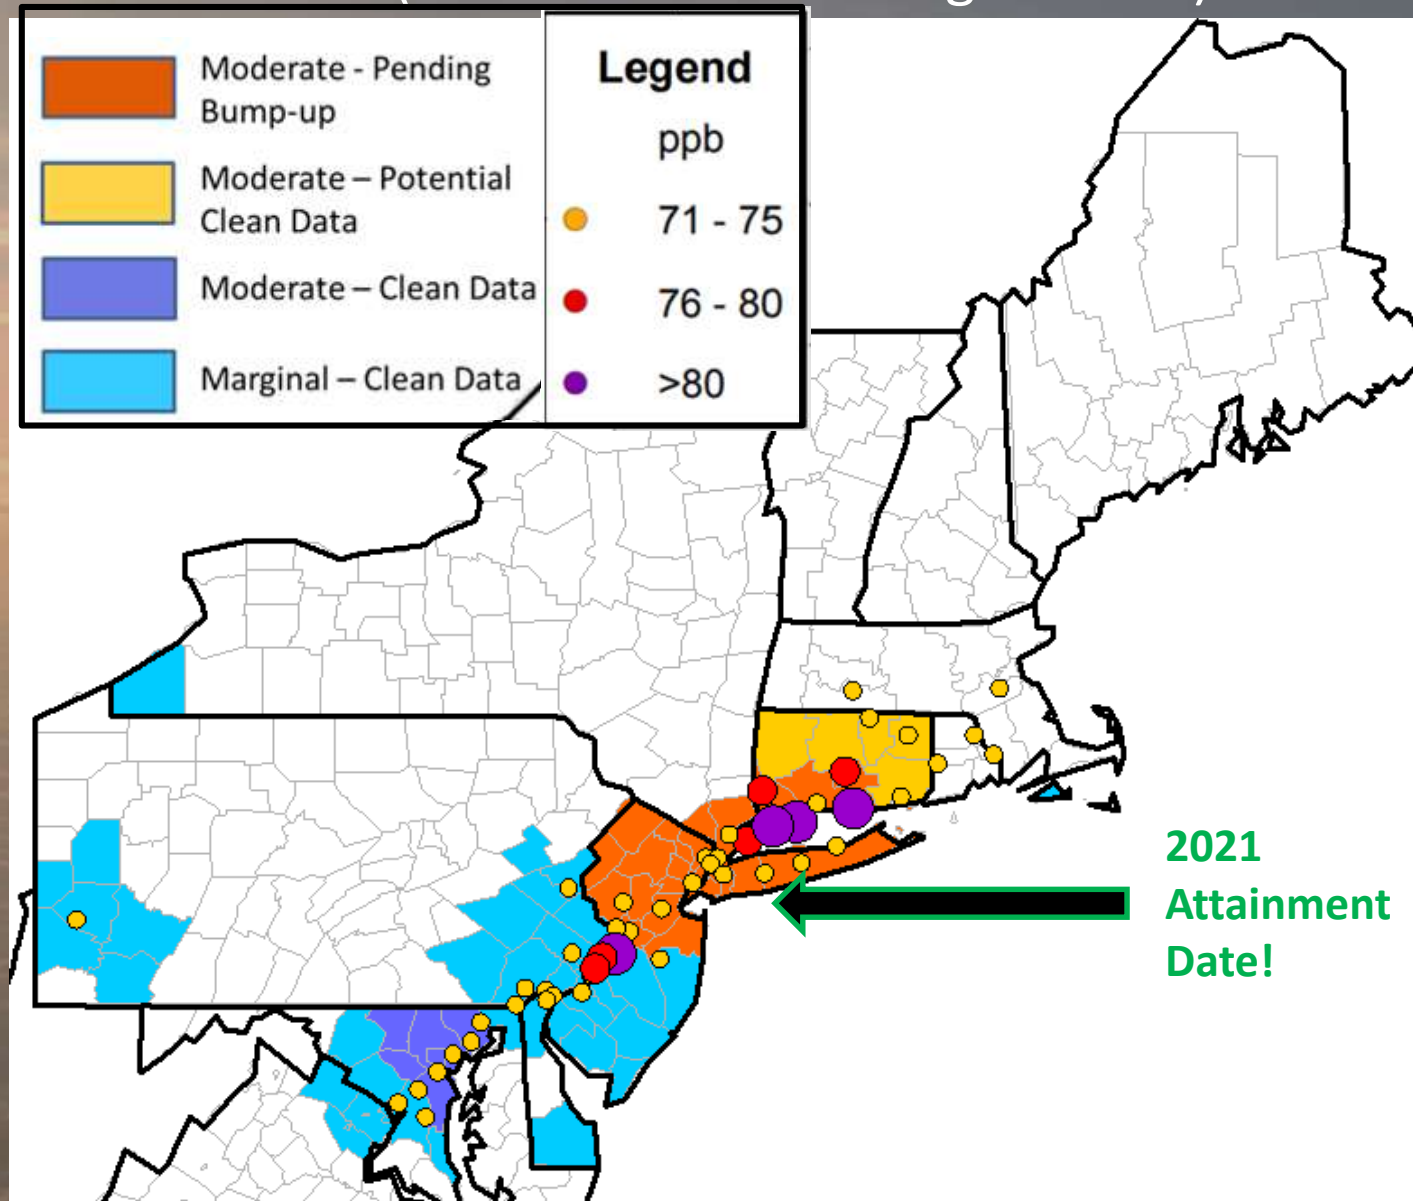 Moderate - Pending
Bump-up
Moderate – Potential
Clean Data
Moderate – Clean Data
Marginal – Clean Data
Legend
ppb
71 - 75
76 - 80
>80
2021
Attainment
Date!